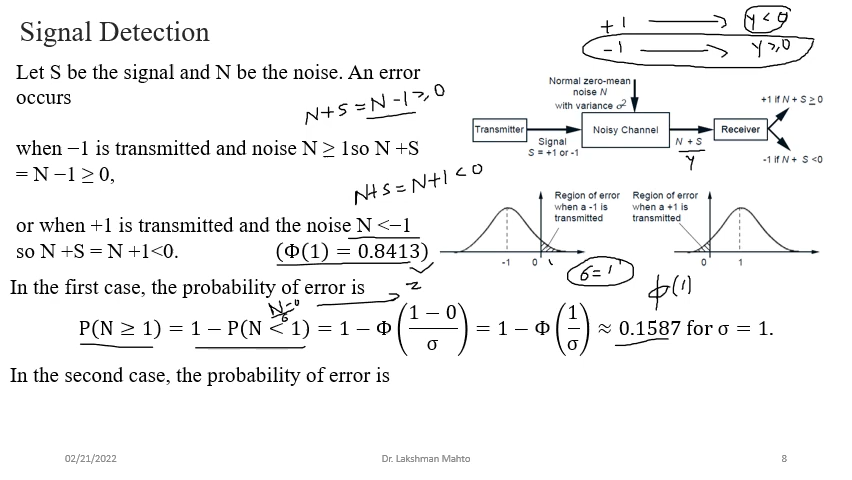 Signal Detection
+1 → y<0
-1 → y≥0
Let S be the signal and N be the noise. An error
occurs
N+S = N-1≥0
when −1 is transmitted and noise N ≥ 1so N +S
= N −1 ≥ 0,
N+S = N+1<0
or when +1 is transmitted and the noise N <−1
so N +S = N +1<0. (Φ(1) = 0.8413)
Normal zero-mean
noise N
with variance σ²
Transmitter
Signal
S = +1 or -1
Noisy Channel
N + S
Y
Receiver
+1 if N + S ≥ 0
-1 if N + S <0
Region of error
when a -1 is
transmitted
Region of error
when a +1 is
transmitted
-1 0 1
0 1
σ=1
In the first case, the probability of error is
z
N-0
σ
ϕ(1)
P(N ≥ 1) = 1 − P(N < 1) = 1 − Φ((1 − 0)/σ) = 1 − Φ(1/σ) ≈ 0.1587 for σ = 1.
In the second case, the probability of error is
02/21/2022 Dr. Lakshman Mahto 8